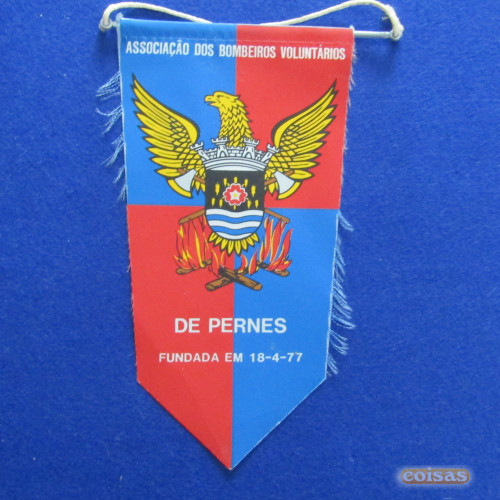 ASSOCIAÇÃO DOS BOMBEIROS VOLUNTÁRIOS
DE PERNES
FUNDADA EM 18-4-77
coisas